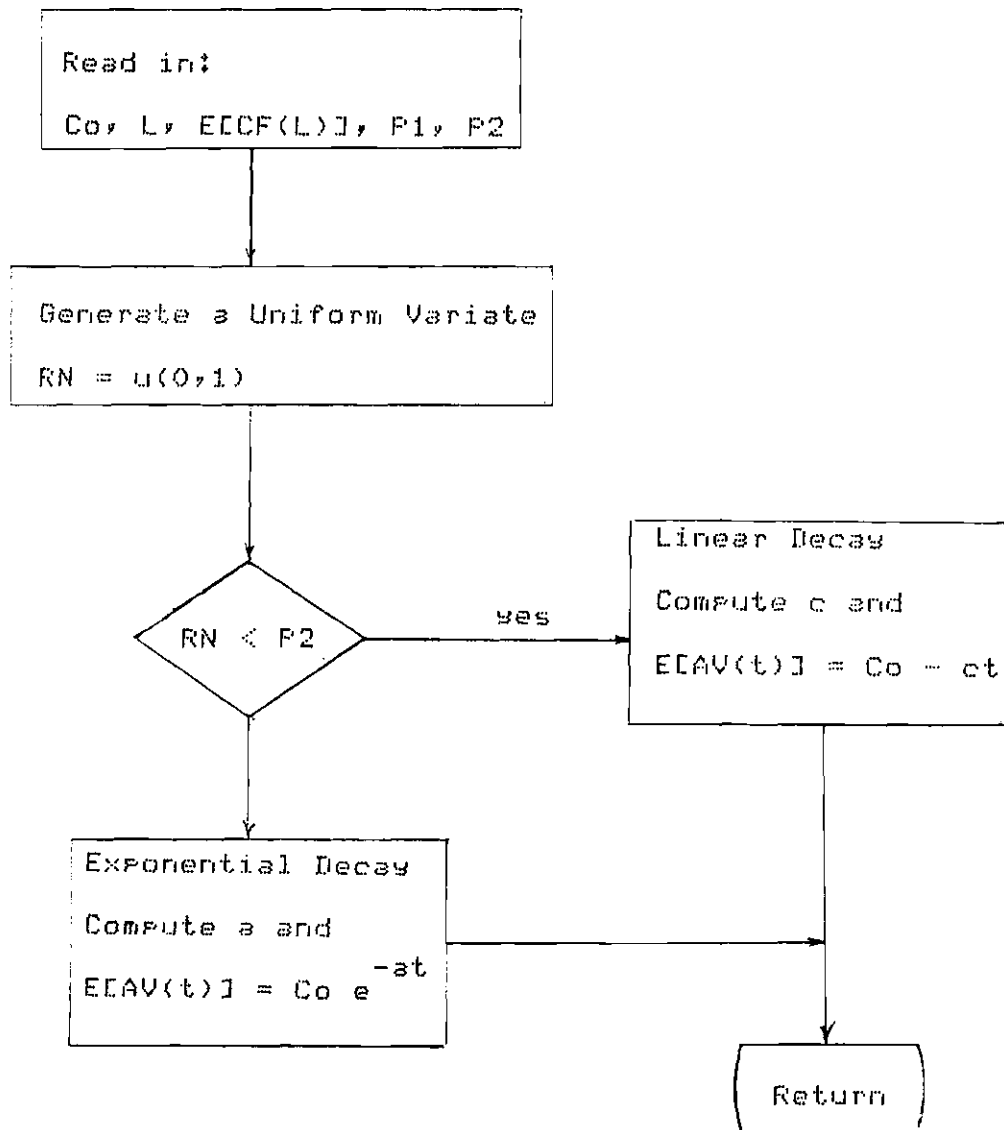 Read in:
Co, L, E[CF(L)], P1, P2
Generate a Uniform Variate
RN = u(0,1)
RN < P2
yes
Linear Decay
Compute c and
E[AV(t)] = Co - ct
Exponential Decay
Compute a and
E[AV(t)] = Co e^-at
Return